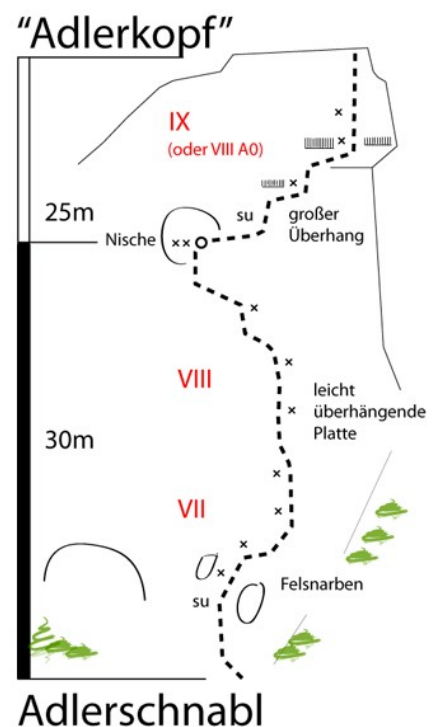 "Adlerkopf"
IX
(oder VIII A0)
25m
su
großer
Überhang
Nische
VIII
leicht
überhängende
Platte
30m
VII
Felsnarben
su
Adlerschnabl